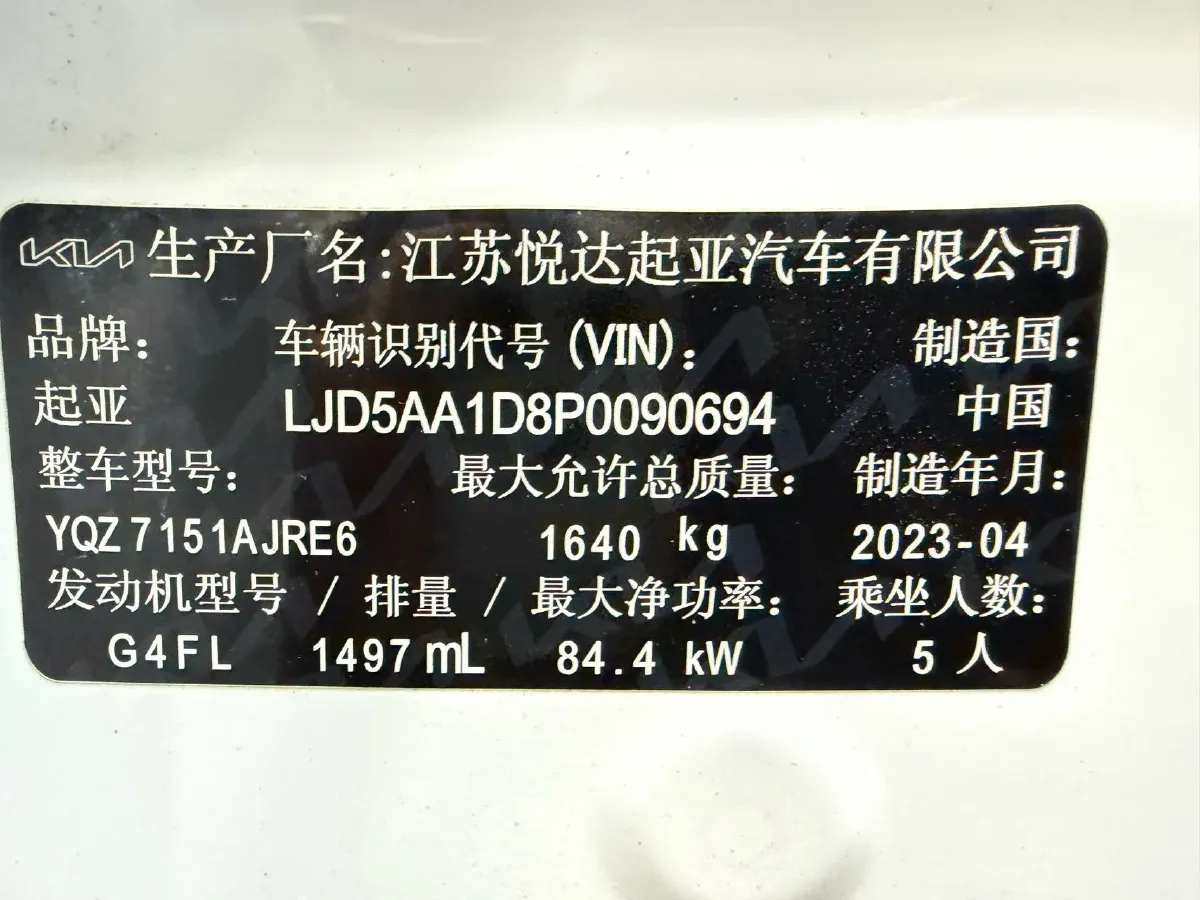 KIA 生产厂名:江苏悦达起亚汽车有限公司
品牌: 车辆识别代号(VIN): 制造国:
起亚 LJD5AA1D8P0090694 中国
整车型号: 最大允许总质量: 制造年月:
YQZ7151AJRE6 1640 kg 2023-04
发动机型号 / 排量 / 最大净功率: 乘坐人数:
G4FL 1497 mL 84.4 kW 5 人